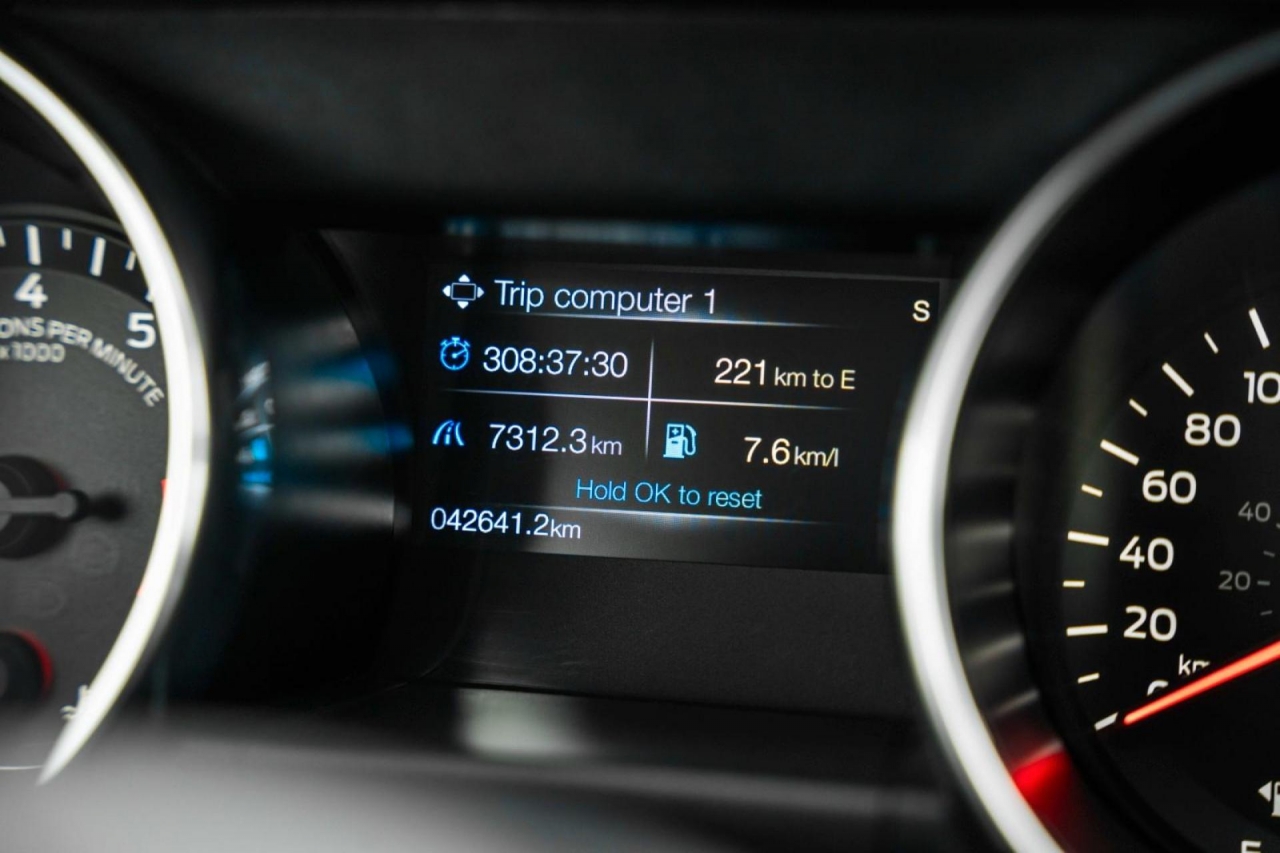 Trip computer 1
S
308:37:30
221 km to E
7312.3 km
7.6 km/l
Hold OK to reset
042641.2km
4
5
PER MINUTE
x1000
80
60
40
20
40
20